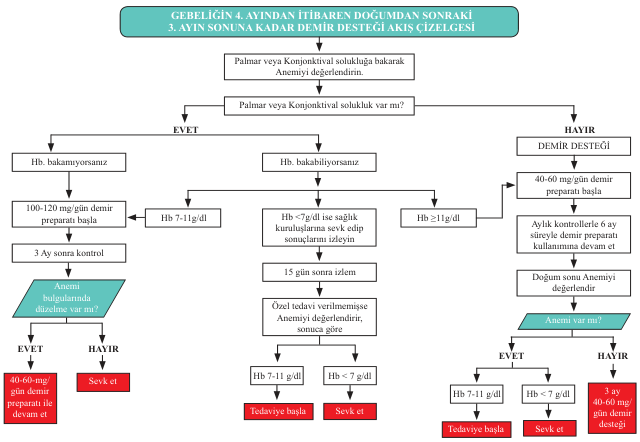 GEBELİĞİN 4. AYINDAN İTİBAREN DOĞUMDAN SONRAKİ
3. AYIN SONUNA KADAR DEMİR DESTEĞİ AKIŞ ÇİZELGESİ
Palmar veya Konjonktival solukluğa bakarak
Anemiyi değerlendirin.
Palmar veya Konjonktival solukluk var mı?
EVET
HAYIR
Hb. bakamıyorsanız
Hb. bakabiliyorsanız
DEMİR DESTEĞİ
100-120 mg/gün demir
preparatı başla
Hb 7-11g/dl
Hb <7g/dl ise sağlık
kuruluşlarına sevk edip
sonuçlarını izleyin
Hb ≥11g/dl
40-60 mg/gün demir
preparatı başla
3 Ay sonra kontrol
Aylık kontrollerle 6 ay
süreyle demir preparatı
kullanımına devam et
15 gün sonra izlem
Doğum sonu Anemiyi
değerlendir
Anemi
bulgularında
düzelme var mı?
Özel tedavi verilmemişse
Anemiyi değerlendirir,
sonuca göre
Anemi var mı?
EVET
HAYIR
EVET
HAYIR
40-60-mg/
gün demir
preparatı ile
devam et
Sevk et
Hb 7-11 g/dl
Hb < 7 g/dl
Tedaviye başla
Sevk et
Hb 7-11 g/dl
Hb < 7 g/dl
Tedaviye başla
Sevk et
3 ay
40-60 mg/
gün demir
desteği